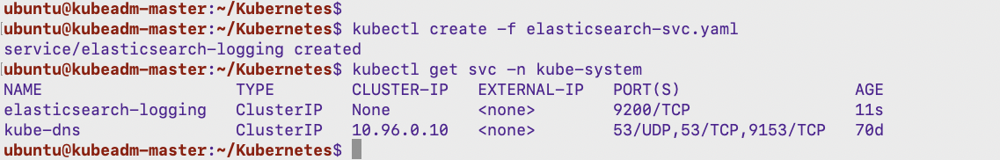 ubuntu@kubeadm-master:~/Kubernetes$
ubuntu@kubeadm-master:~/Kubernetes$ kubectl create -f elasticsearch-svc.yaml
service/elasticsearch-logging created
ubuntu@kubeadm-master:~/Kubernetes$ kubectl get svc -n kube-system
NAME TYPE CLUSTER-IP EXTERNAL-IP PORT(S) AGE
elasticsearch-logging ClusterIP None <none> 9200/TCP 11s
kube-dns ClusterIP 10.96.0.10 <none> 53/UDP,53/TCP,9153/TCP 70d
ubuntu@kubeadm-master:~/Kubernetes$